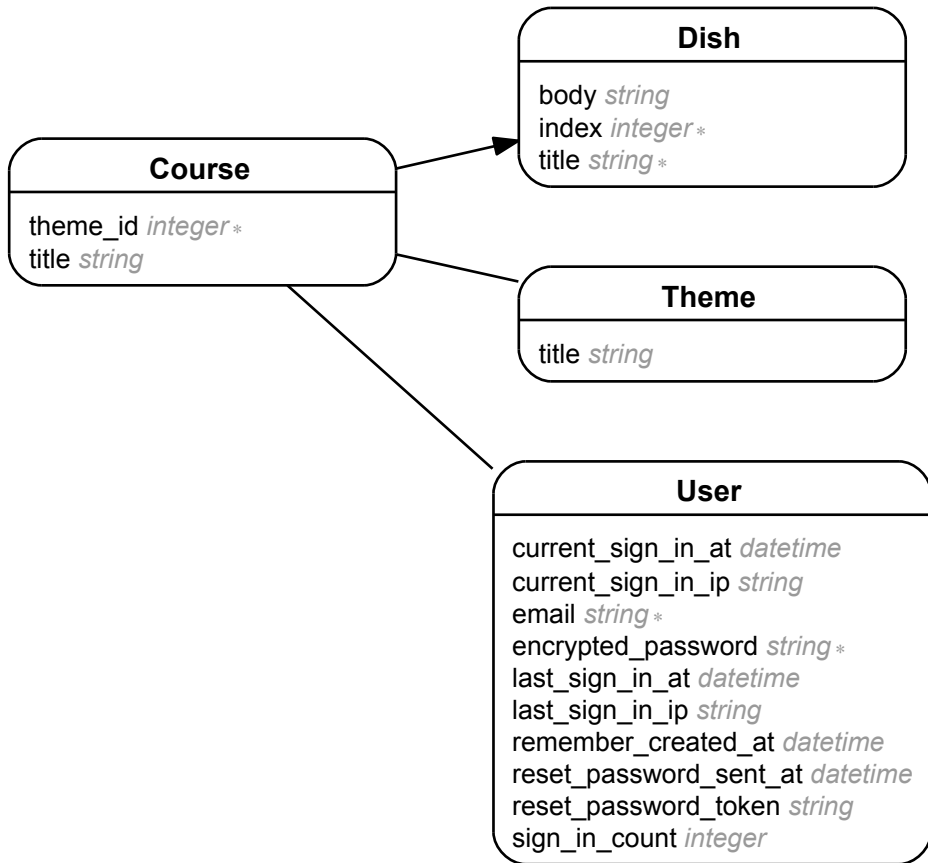 Dish
body string
index integer *
title string *
Course
theme_id integer *
title string
Theme
title string
User
current_sign_in_at datetime
current_sign_in_ip string
email string *
encrypted_password string *
last_sign_in_at datetime
last_sign_in_ip string
remember_created_at datetime
reset_password_sent_at datetime
reset_password_token string
sign_in_count integer